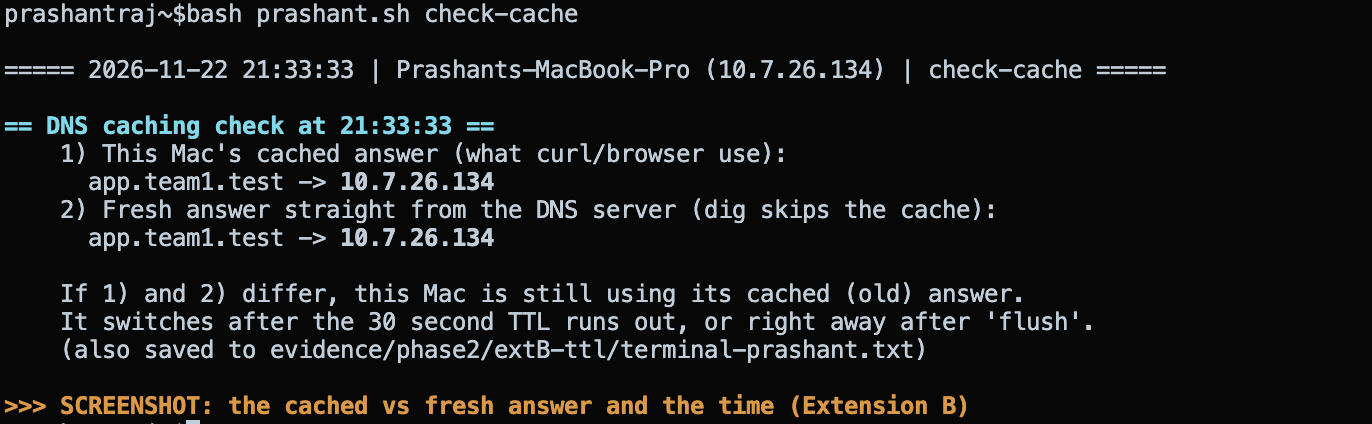 prashantraj~$bash prashant.sh check-cache
===== 2026-11-22 21:33:33 | Prashants-MacBook-Pro (10.7.26.134) | check-cache =====
== DNS caching check at 21:33:33 ==
1) This Mac's cached answer (what curl/browser use):
app.team1.test -> 10.7.26.134
2) Fresh answer straight from the DNS server (dig skips the cache):
app.team1.test -> 10.7.26.134
If 1) and 2) differ, this Mac is still using its cached (old) answer.
It switches after the 30 second TTL runs out, or right away after 'flush'.
(also saved to evidence/phase2/extB-ttl/terminal-prashant.txt)
>>> SCREENSHOT: the cached vs fresh answer and the time (Extension B)